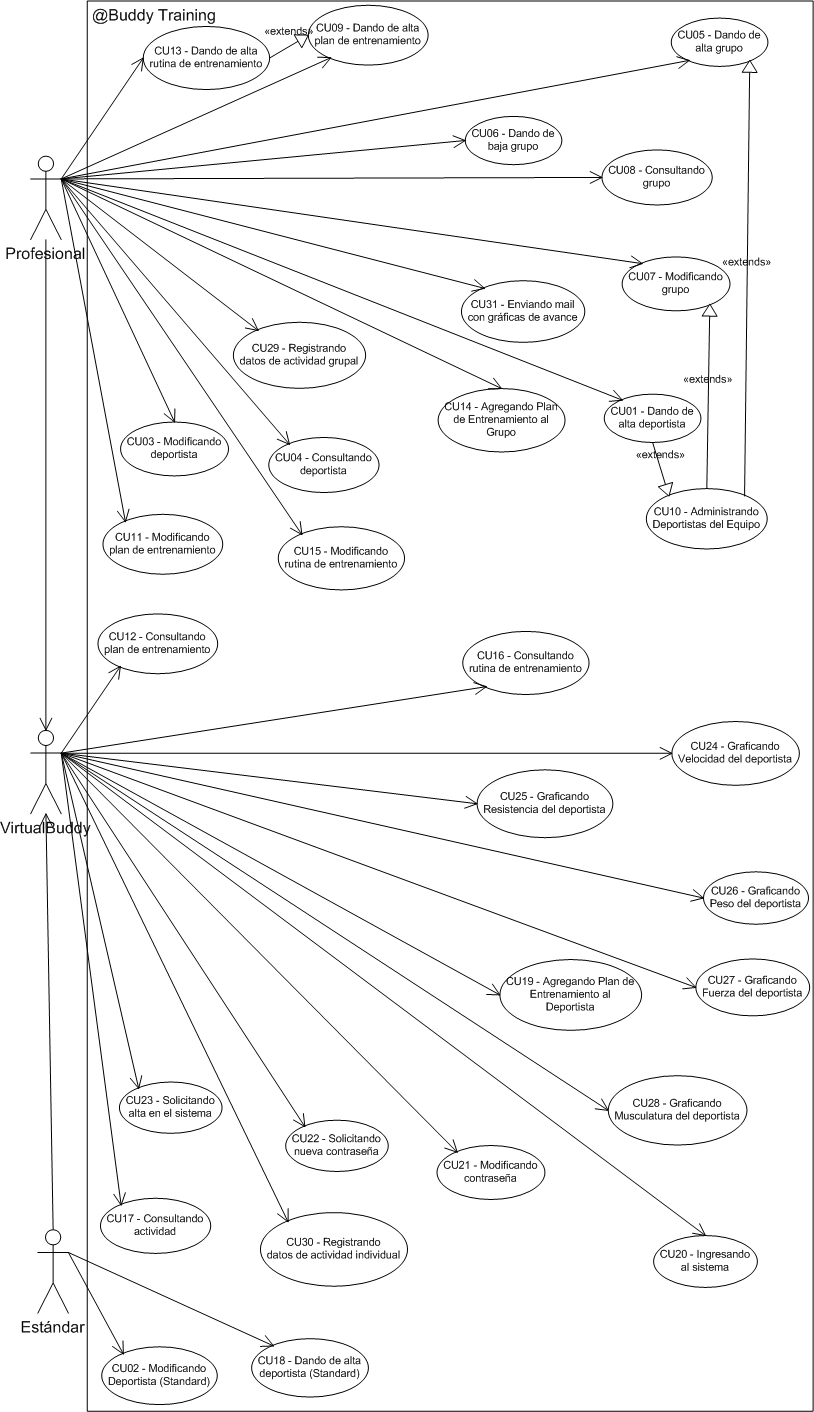 @Buddy Training
CU13 - Dando de alta
rutina de entrenamiento
«extends»
CU09 - Dando de alta
plan de entrenamiento
CU05 - Dando de
alta grupo
CU06 - Dando de
baja grupo
CU08 - Consultando
grupo
Profesional
«extends»
CU07 - Modificando
grupo
CU31 - Enviando mail
con gráficas de avance
CU29 - Registrando
datos de actividad grupal
«extends»
CU14 - Agregando Plan
de Entrenamiento al
Grupo
CU01 - Dando de
alta deportista
CU03 - Modificando
deportista
CU04 - Consultando
deportista
«extends»
CU10 - Administrando
Deportistas del Equipo
CU11 - Modificando
plan de entrenamiento
CU15 - Modificando
rutina de entrenamiento
CU12 - Consultando
plan de entrenamiento
CU16 - Consultando
rutina de entrenamiento
CU24 - Graficando
Velocidad del deportista
CU25 - Graficando
Resistencia del deportista
VirtualBuddy
CU26 - Graficando
Peso del deportista
CU19 - Agregando Plan de
Entrenamiento al
Deportista
CU27 - Graficando
Fuerza del deportista
CU23 - Solicitando
alta en el sistema
CU28 - Graficando
Musculatura del deportista
CU22 - Solicitando
nueva contraseña
CU21 - Modificando
contraseña
CU17 - Consultando
actividad
CU30 - Registrando
datos de actividad individual
CU20 - Ingresando
al sistema
Estándar
CU02 - Modificando
Deportista (Standard)
CU18 - Dando de alta
deportista (Standard)